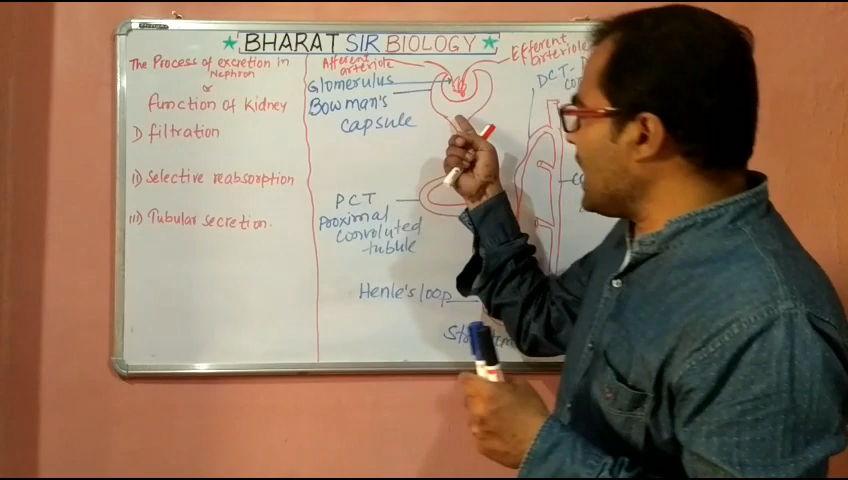 ★ BHARAT SIR BIOLOGY ★
The Process of excretion in
Nephron
or
function of kidney
I) filtration
II) Selective reabsorption
III) Tubular secretion.
Afferent
arteriole
Glomerulus
Bowman's
capsule
Efferent
arteriole
DCT-
PCT
Proximal
Convoluted
tubule
Henle's loop